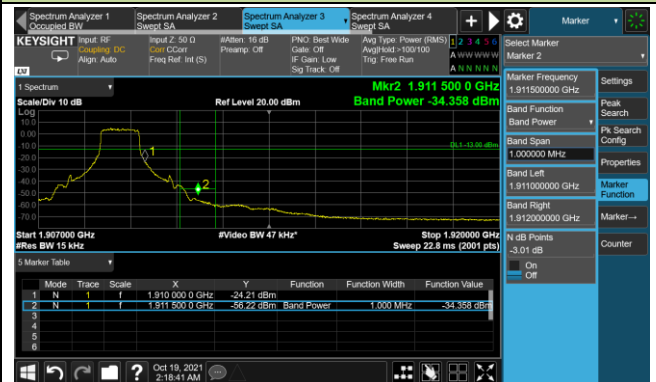 Spectrum Analyzer 1
Occupied BW
Spectrum Analyzer 2
Swept SA
Spectrum Analyzer 3
Swept SA
Spectrum Analyzer 4
Swept SA
Marker
KEYSIGHT
Input: RF
Coupling: DC
Align: Auto
Input Z: 50 Ω
Corr CCorr
Freq Ref: Int (S)
#Atten: 16 dB
Preamp: Off
PNO: Best Wide
Gate: Off
IF Gain: Low
Sig Track: Off
Avg Type: Power (RMS)
Avg|Hold:>100/100
Trig: Free Run
1 2 3 4 5 6
A W W W W W
A N N N N N
LXI
1 Spectrum
Scale/Div 10 dB
Ref Level 20.00 dBm
Mkr2 1.911 500 0 GHz
Band Power -34.358 dBm
Log
10.0
0.00
-10.0
-20.0
-30.0
-40.0
-50.0
-60.0
-70.0
DL1 -13.00 dBm
1
2
Start 1.907000 GHz
#Res BW 15 kHz
#Video BW 47 kHz*
Stop 1.920000 GHz
Sweep 22.8 ms (2001 pts)
5 Marker Table
Mode Trace Scale X Y Function Function Width Function Value
1 N 1 f 1.910 000 0 GHz -24.21 dBm
2 N 1 f 1.911 500 0 GHz -56.22 dBm Band Power 1.000 MHz -34.358 dBm
3
4
5
6
Select Marker
Marker 2
Marker Frequency
1.911500000 GHz
Band Function
Band Power
Band Span
1.000000 MHz
Band Left
1.911000000 GHz
Band Right
1.912000000 GHz
N dB Points
-3.01 dB
On
Off
Settings
Peak
Search
Pk Search
Config
Properties
Marker
Function
Marker→
Counter
?
Oct 19, 2021
2:18:41 AM